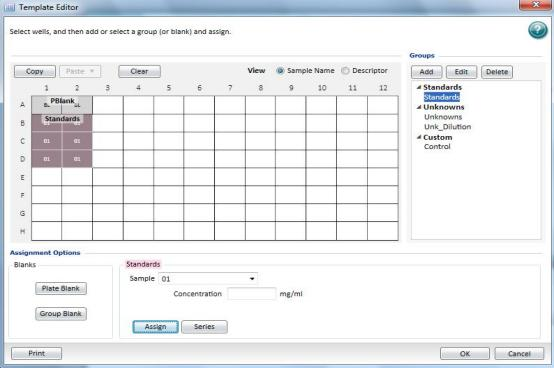 Template Editor
Select wells, and then add or select a group (or blank) and assign.
Groups
Copy Paste Clear View Sample Name Descriptor
Add Edit Delete
1 2 3 4 5 6 7 8 9 10 11 12
Standards
Standards
Unknowns
Unknowns
Unk_Dilution
Custom
Control
A PBlank
B Standards
C 01 01
D 01 01
E
F
G
H
Assignment Options
Blanks
Plate Blank
Group Blank
Standards
Sample 01
Concentration mg/ml
Assign Series
Print OK Cancel